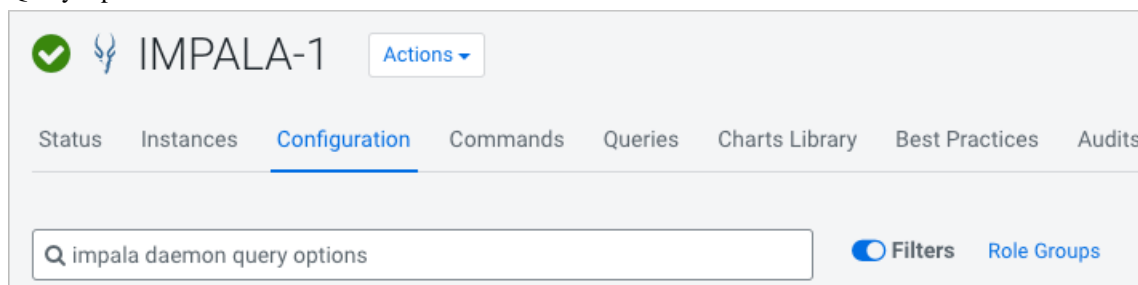 IMPALA-1 Actions
Status Instances Configuration Commands Queries Charts Library Best Practices Audits
impala daemon query options Filters Role Groups